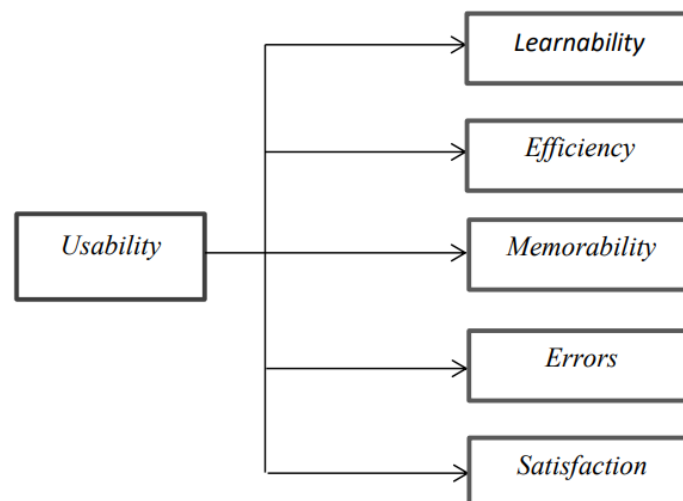 Learnability
Efficiency
Usability
Memorability
Errors
Satisfaction